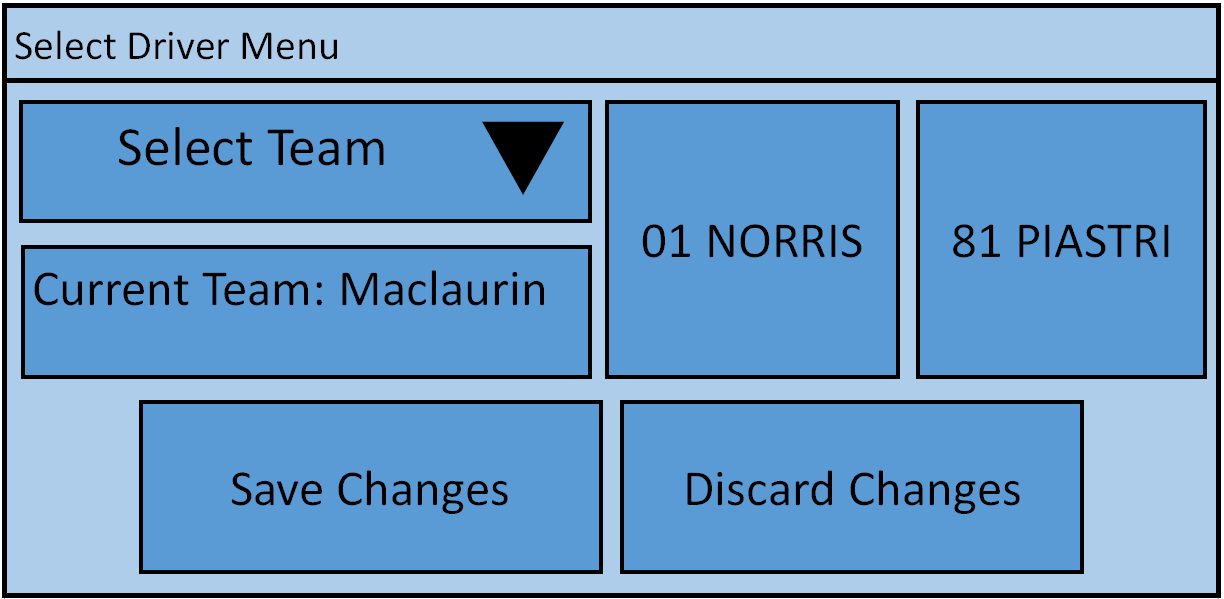 Select Driver Menu
Select Team
Current Team: Maclaurin
01 NORRIS
81 PIASTRI
Save Changes
Discard Changes